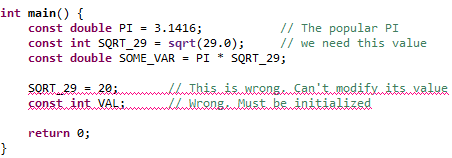 int main() {
const double PI = 3.1416; // The popular PI
const int SQRT_29 = sqrt(29.0); // we need this value
const double SOME_VAR = PI * SQRT_29;
SQRT_29 = 20; // This is wrong, Can't modify its value
const int VAL; // Wrong, Must be initialized
return 0;
}